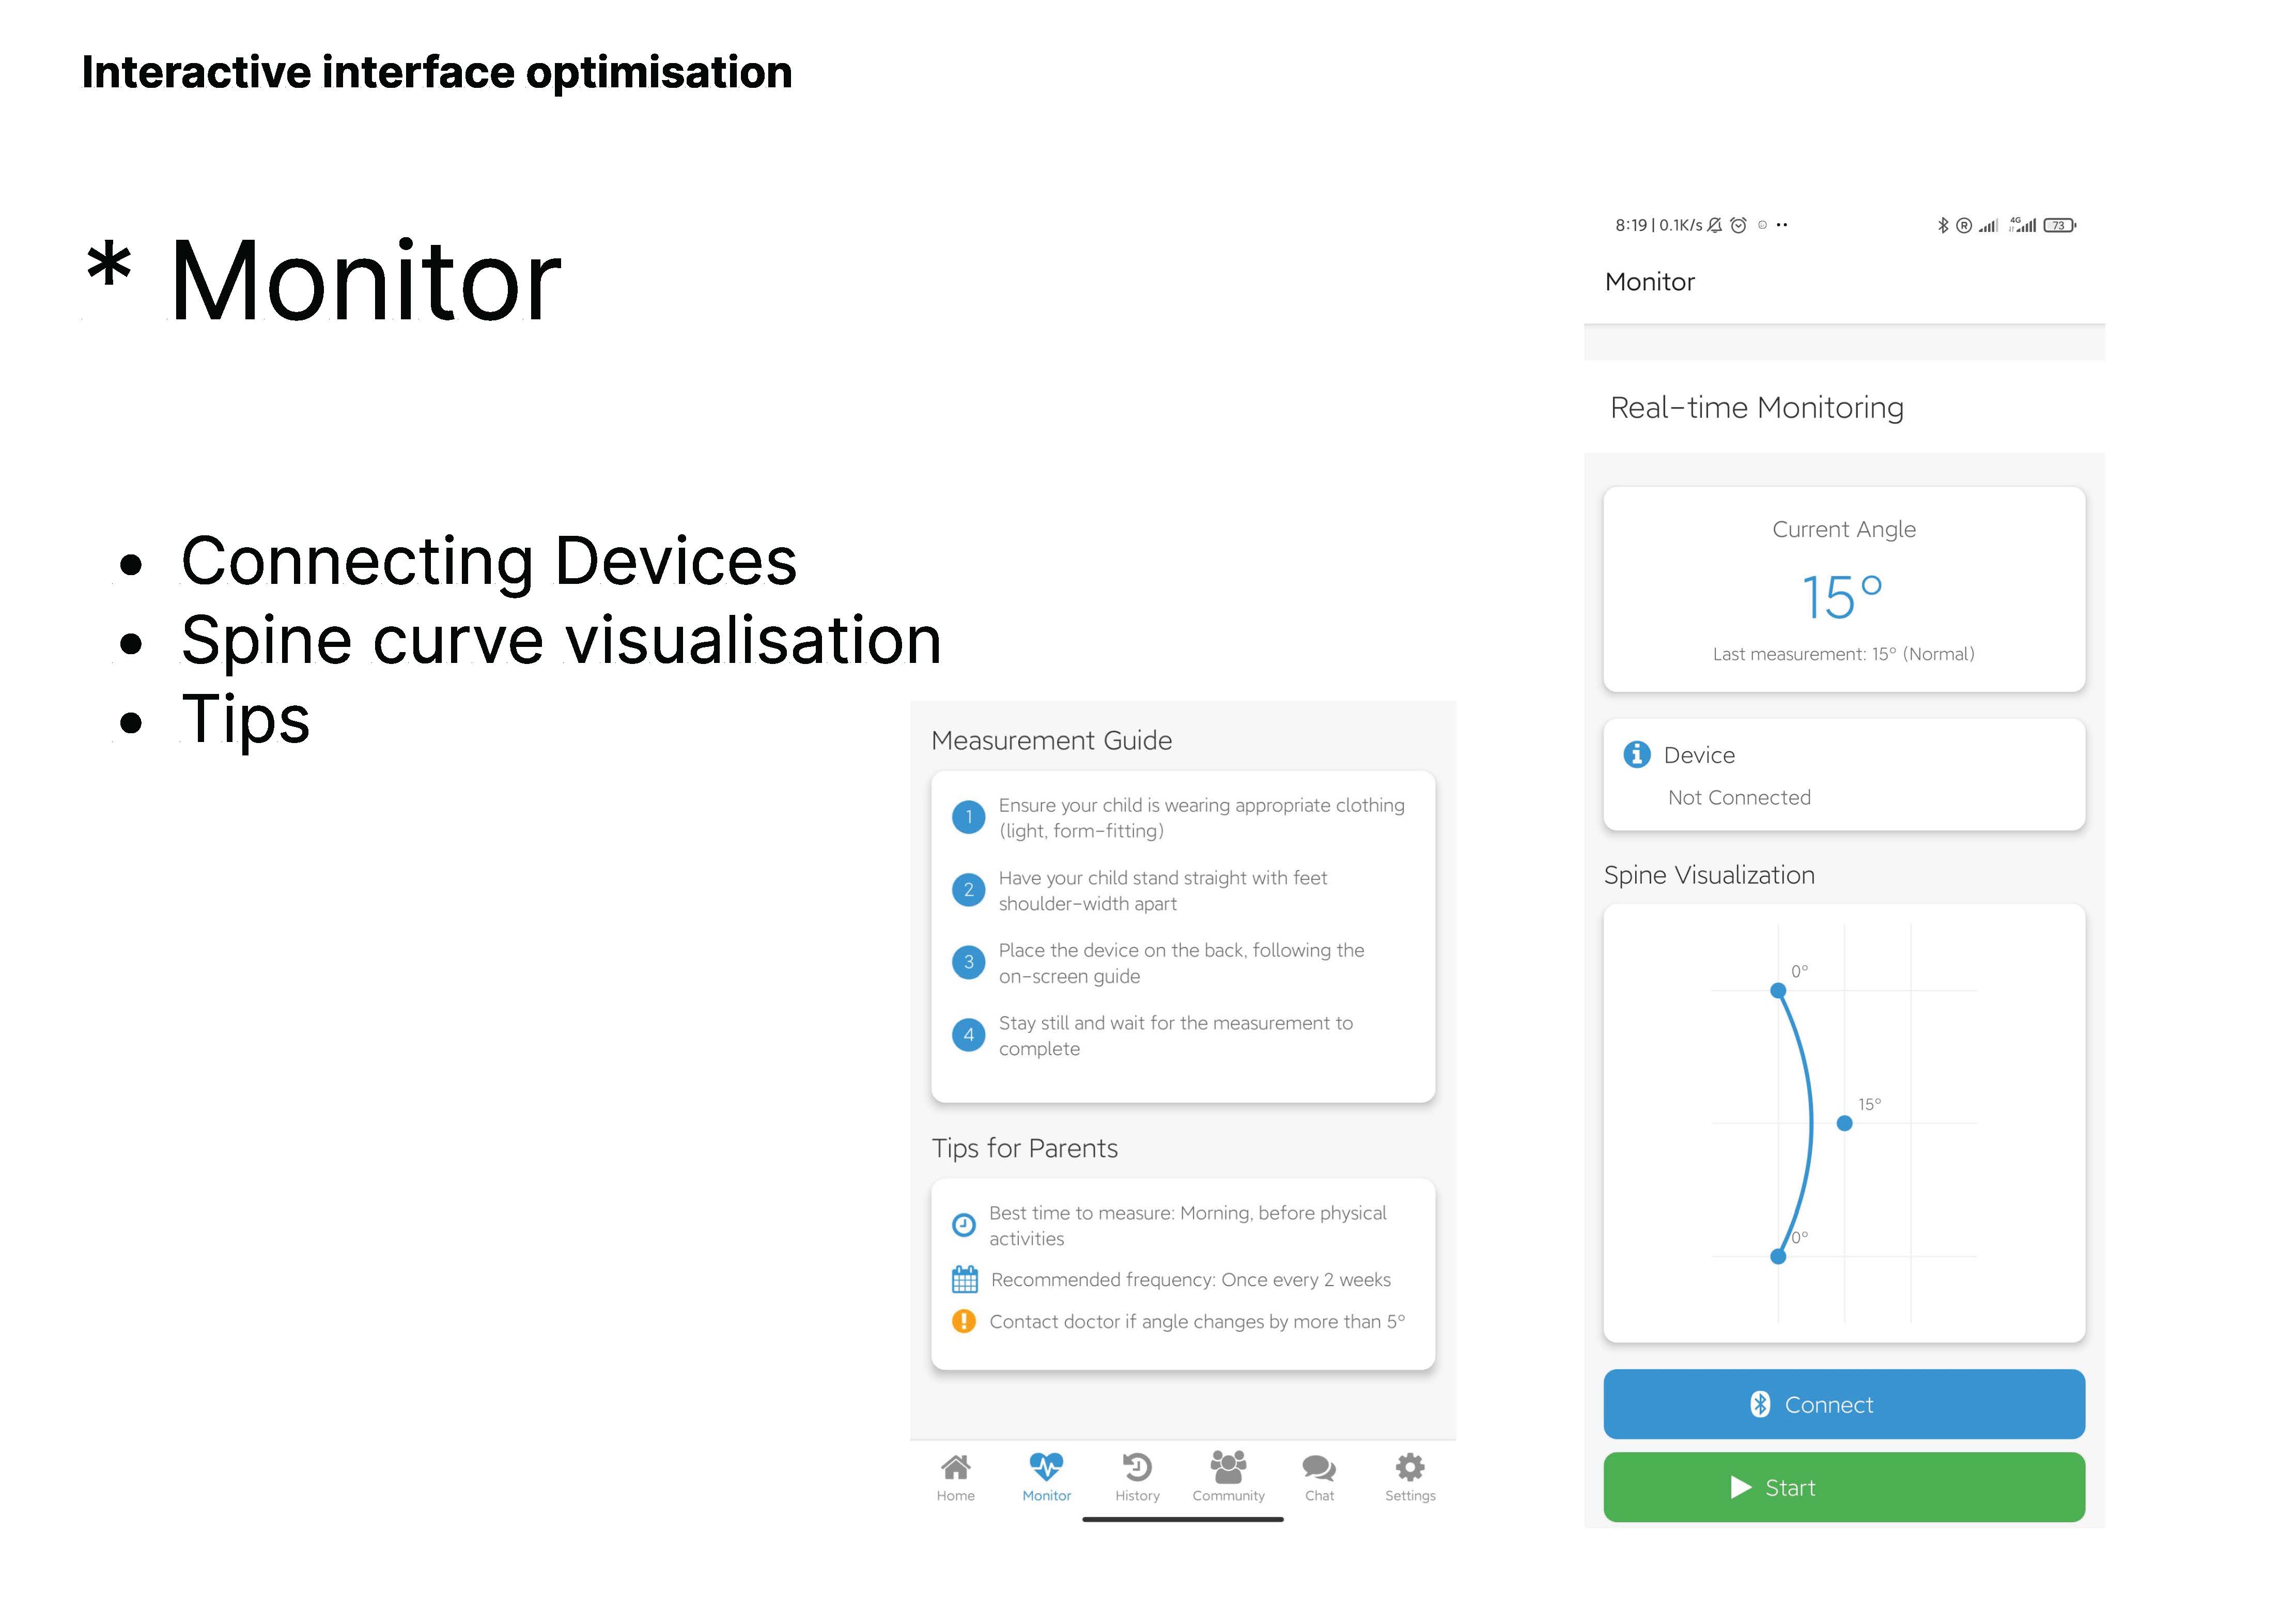 Interactive interface optimisation
* Monitor
• Connecting Devices
• Spine curve visualisation
• Tips
Measurement Guide
1 Ensure your child is wearing appropriate clothing
(light, form-fitting)
2 Have your child stand straight with feet
shoulder-width apart
3 Place the device on the back, following the
on-screen guide
4 Stay still and wait for the measurement to
complete
Tips for Parents
Best time to measure: Morning, before physical
activities
Recommended frequency: Once every 2 weeks
Contact doctor if angle changes by more than 5°
Home Monitor History Community Chat Settings
8:19 | 0.1K/s 4G 73
Monitor
Real-time Monitoring
Current Angle
15°
Last measurement: 15° (Normal)
Device
Not Connected
Spine Visualization
0°
15°
0°
Connect
Start